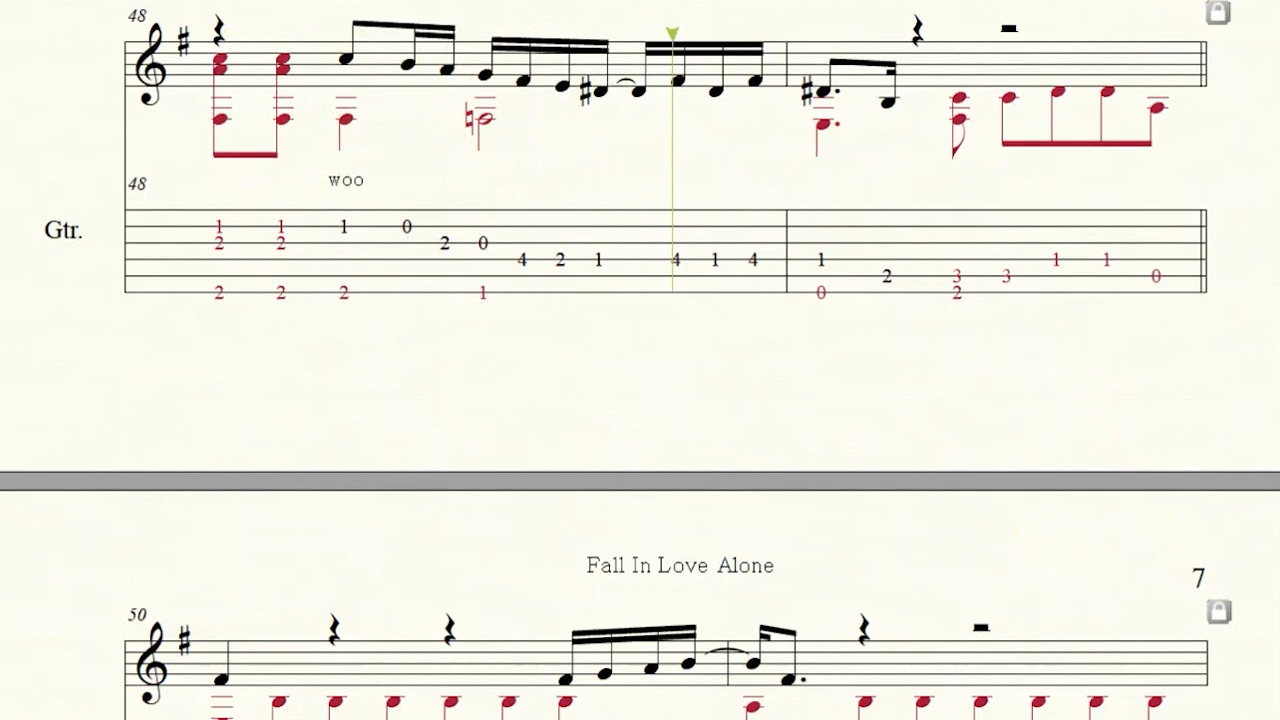 48
woo
48
Gtr.
1 1 1 0
2 2 2 0
4 2 1 4 1 4 1 1 1
2 3 3 0
2 2 2 1 0 2
Fall In Love Alone
7
50